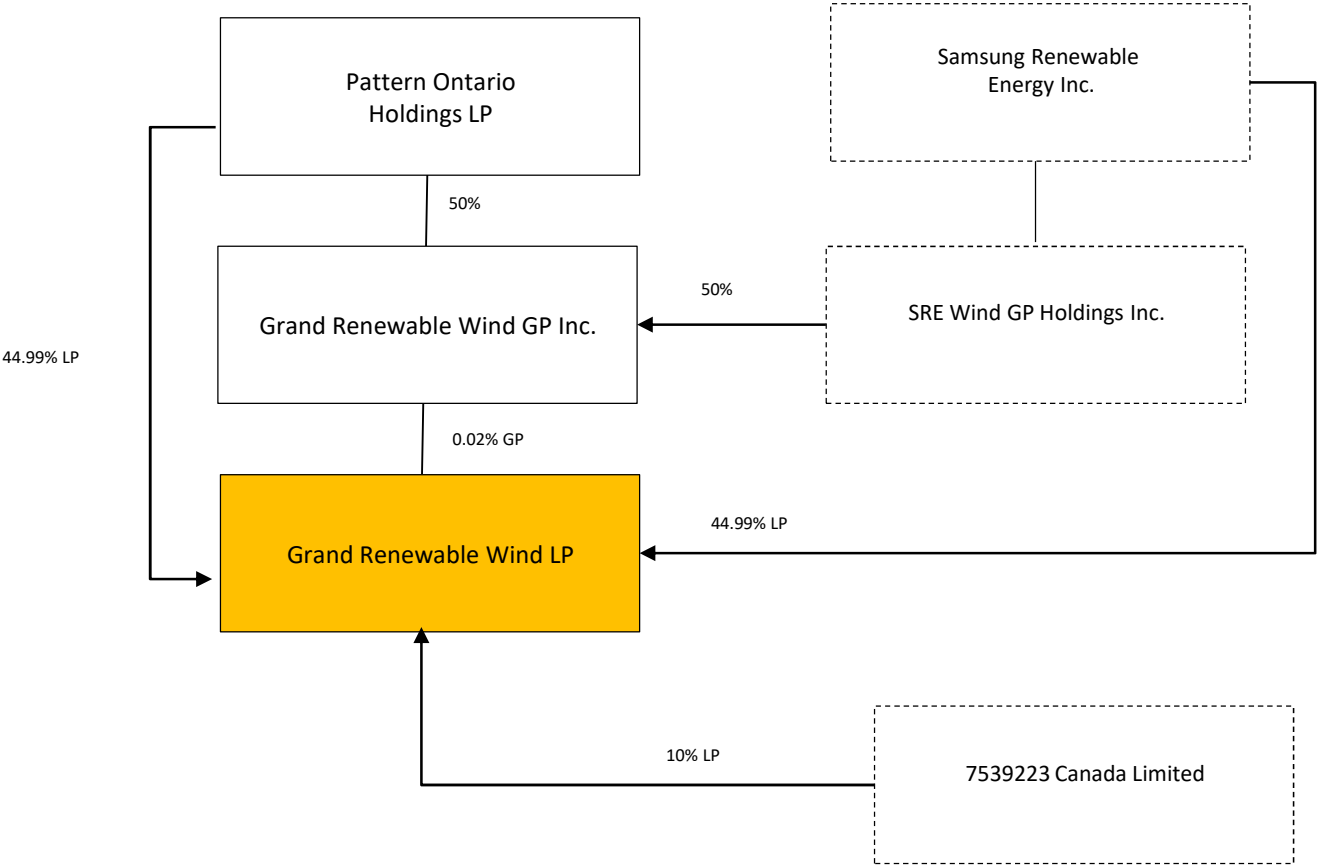 Pattern Ontario
Holdings LP
Samsung Renewable
Energy Inc.
50%
Grand Renewable Wind GP Inc.
50%
SRE Wind GP Holdings Inc.
44.99% LP
0.02% GP
Grand Renewable Wind LP
44.99% LP
10% LP
7539223 Canada Limited